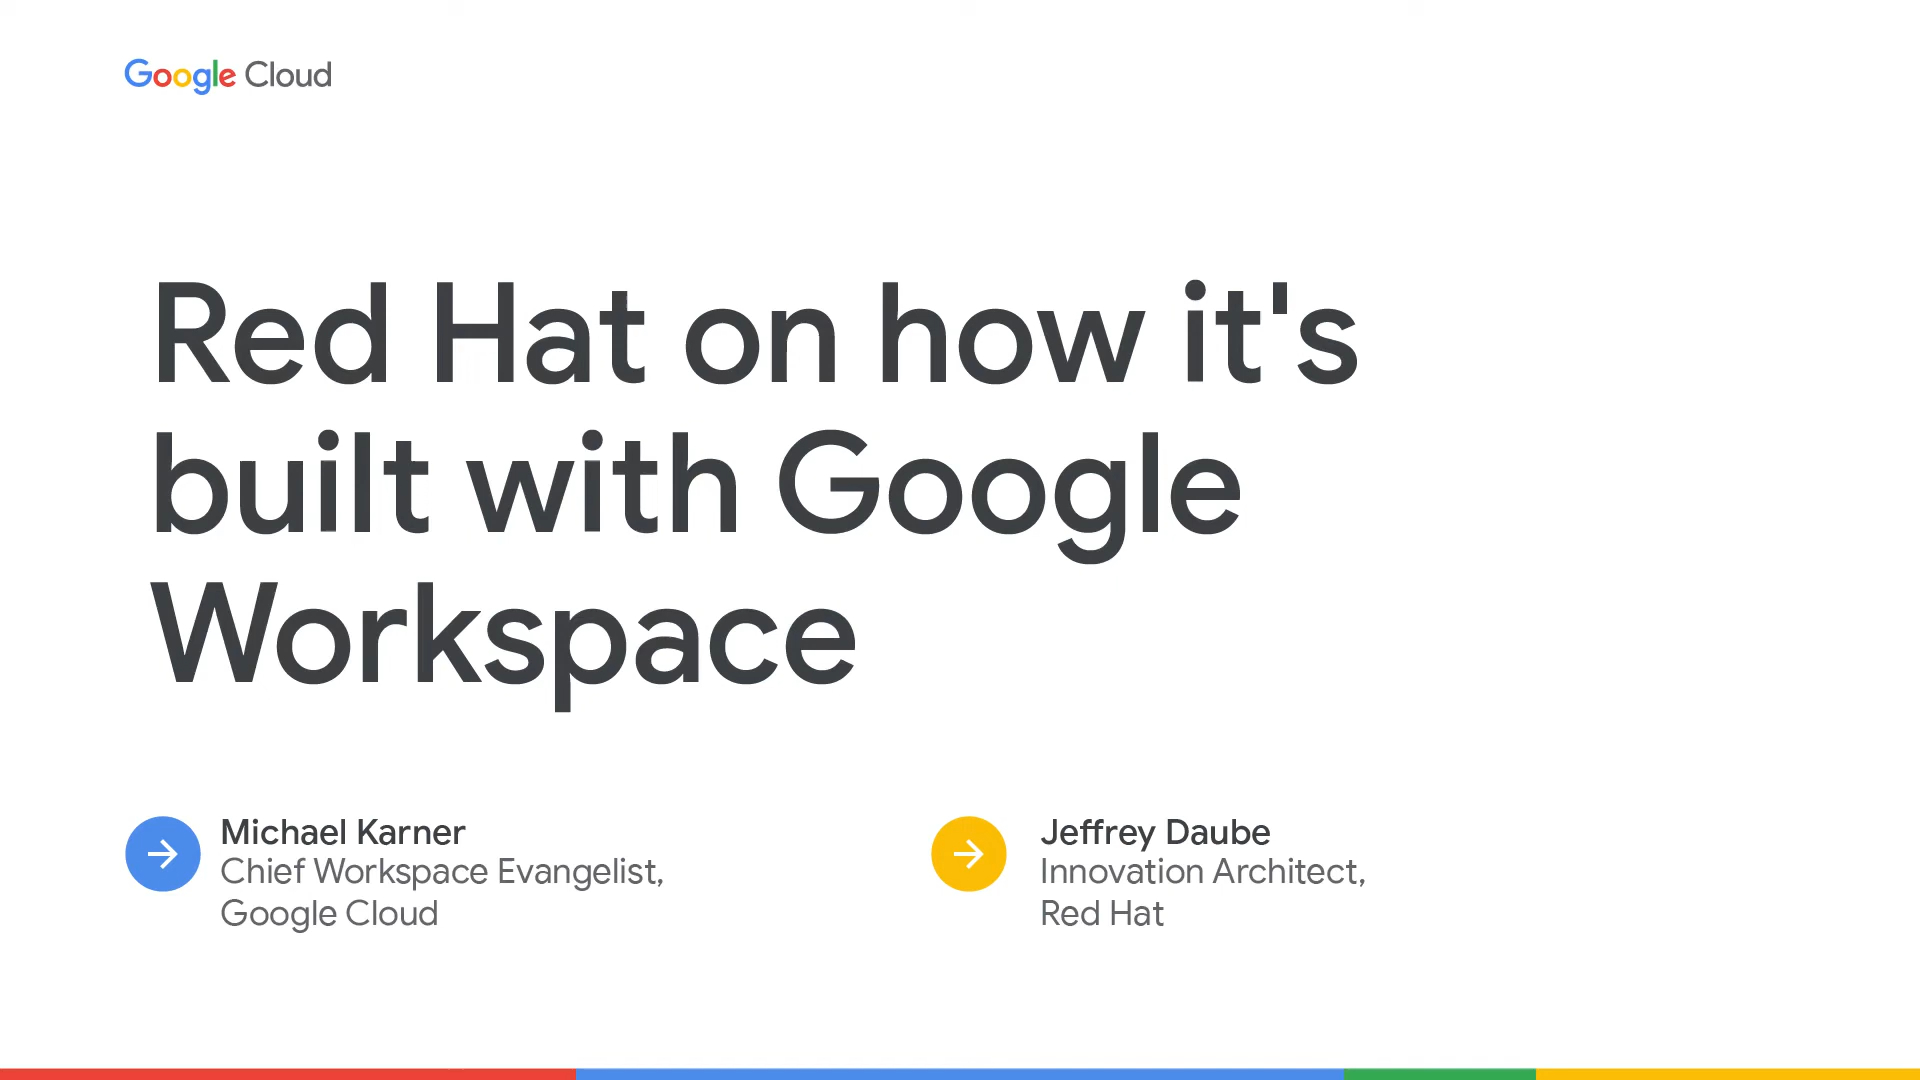 Google Cloud
Red Hat on how it's
built with Google
Workspace
Michael Karner
Chief Workspace Evangelist,
Google Cloud
Jeffrey Daube
Innovation Architect,
Red Hat